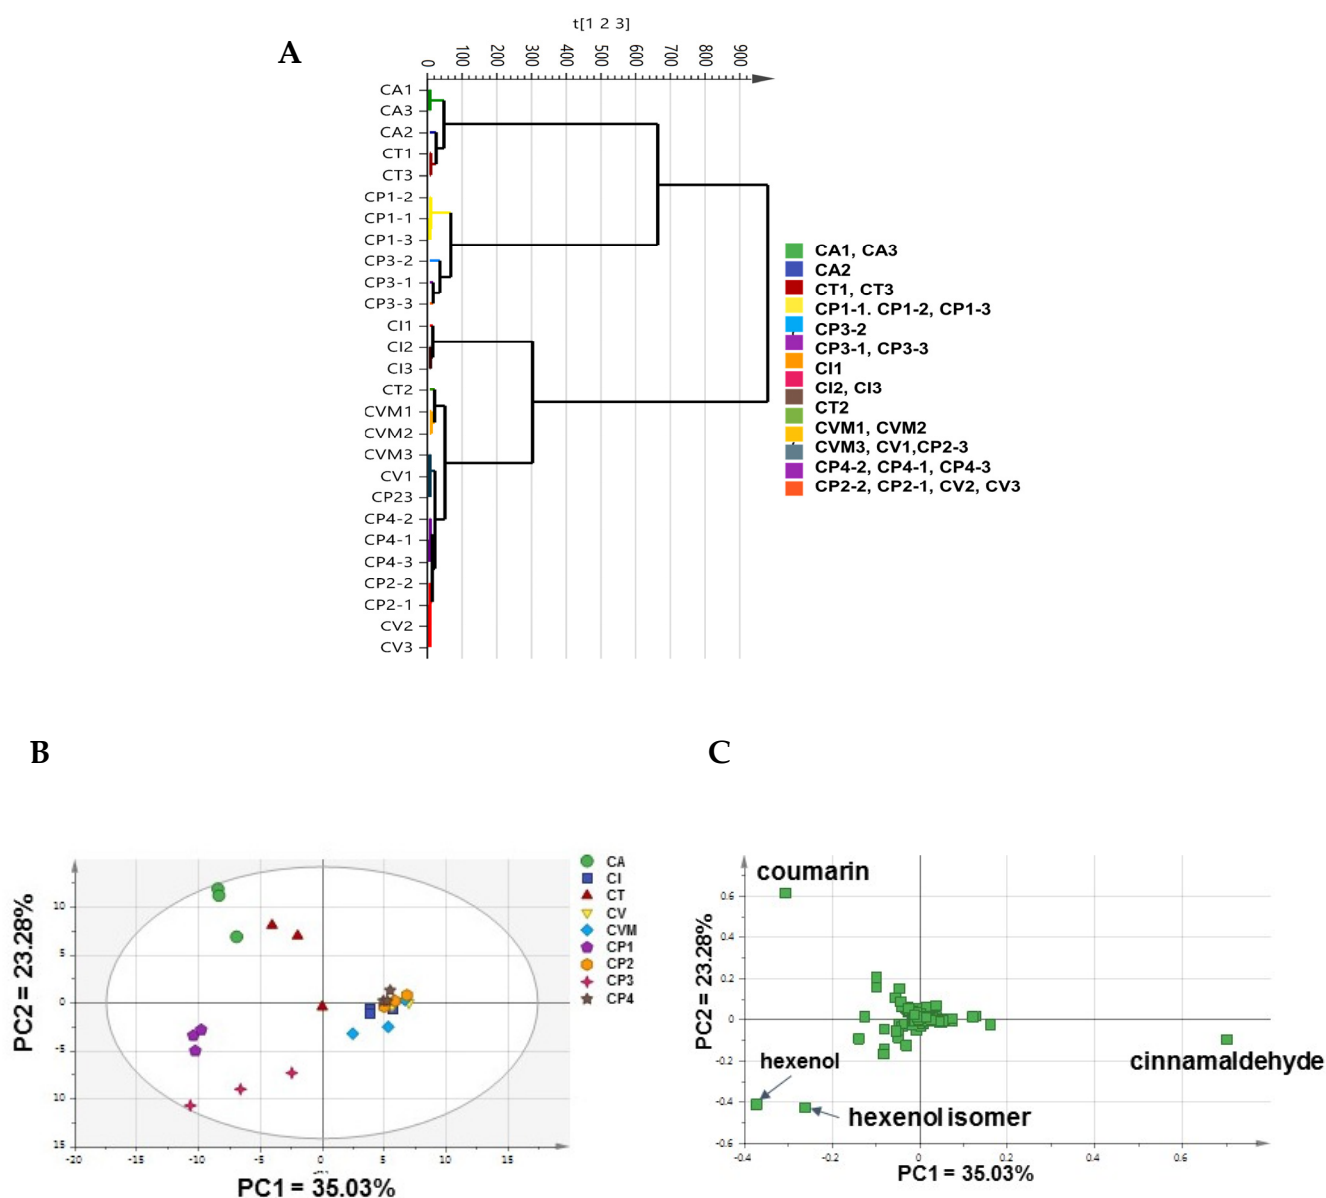 t[1 2 3]
A
0 100 200 300 400 500 600 700 800 900
CA1
CA3
CA2
CT1
CT3
CP1-2
CP1-1
CP1-3
CP3-2
CP3-1
CP3-3
CI1
CI2
CI3
CT2
CVM1
CVM2
CVM3
CV1
CP23
CP4-2
CP4-1
CP4-3
CP2-2
CP2-1
CV2
CV3
CA1, CA3
CA2
CT1, CT3
CP1-1. CP1-2, CP1-3
CP3-2
CP3-1, CP3-3
CI1
CI2, CI3
CT2
CVM1, CVM2
CVM3, CV1,CP2-3
CP4-2, CP4-1, CP4-3
CP2-2, CP2-1, CV2, CV3
B
PC2 = 23.28%
10
5
0
-5
10
15
-20 -15 -10 -5 0 5 10 15
PC1 = 35.03%
CA
CI
CT
CV
CVM
CP1
CP2
CP3
CP4
C
PC2 = 23.28%
0.6
0.4
0.2
0
-0.2
-0.4
-0.6
coumarin
hexenol
cinnamaldehyde
hexenol isomer
-0.4 -0.2 0 0.2 0.4 0.6
PC1 = 35.03%